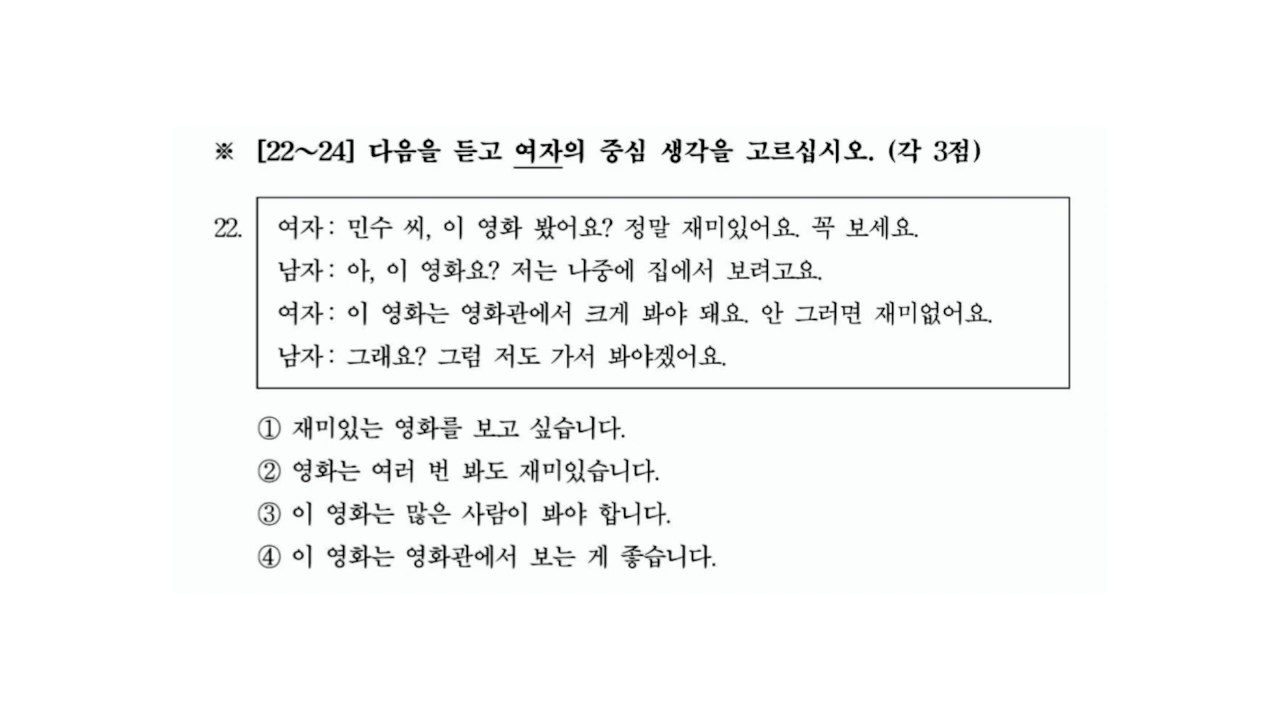 ※ [22~24] 다음을 듣고 여자의 중심 생각을 고르십시오. (각 3점)
22. 여자: 민수 씨, 이 영화 봤어요? 정말 재미있어요. 꼭 보세요.
남자: 아, 이 영화요? 저는 나중에 집에서 보려고요.
여자: 이 영화는 영화관에서 크게 봐야 돼요. 안 그러면 재미없어요.
남자: 그래요? 그럼 저도 가서 봐야겠어요.
① 재미있는 영화를 보고 싶습니다.
② 영화는 여러 번 봐도 재미있습니다.
③ 이 영화는 많은 사람이 봐야 합니다.
④ 이 영화는 영화관에서 보는 게 좋습니다.